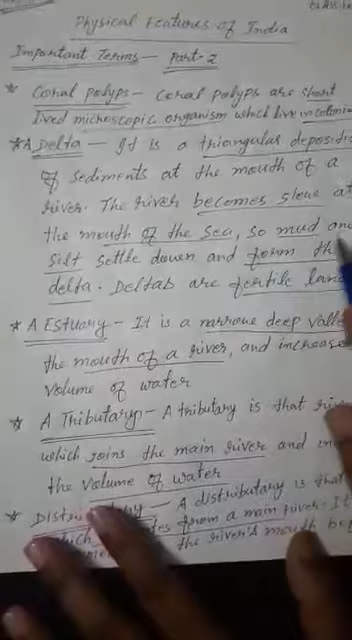 Physical Features of India
Important Terms - Part-2
* Coral polyps - Coral polyps are short
lived microscopic organism which live in
* A Delta - It is a triangular
of sediments at the mouth of a
river. The river becomes slow at
the mouth of the sea, so mud and
silt settle down and form the
delta. Deltab are fertile land
* A Estuary - It is a narrow deep
the mouth of a river, and increase
volume of water
* A Tributary - A tributary is that
which joins the main river and
the volume of water
* A distributary is that
from a main river. It
the river's mouth